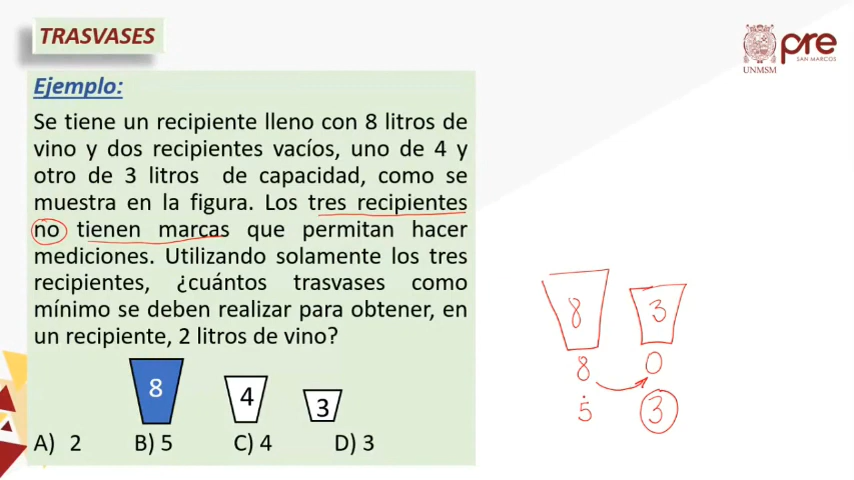 TRASVASES
UNMSM
pre
SAN MARCOS
Ejemplo:
Se tiene un recipiente lleno con 8 litros de
vino y dos recipientes vacíos, uno de 4 y
otro de 3 litros de capacidad, como se
muestra en la figura. Los tres recipientes
no tienen marcas que permitan hacer
mediciones. Utilizando solamente los tres
recipientes, ¿cuántos trasvases como
mínimo se deben realizar para obtener, en
un recipiente, 2 litros de vino?
8 4 3
A) 2 B) 5 C) 4 D) 3
8 3
8 0
5 3